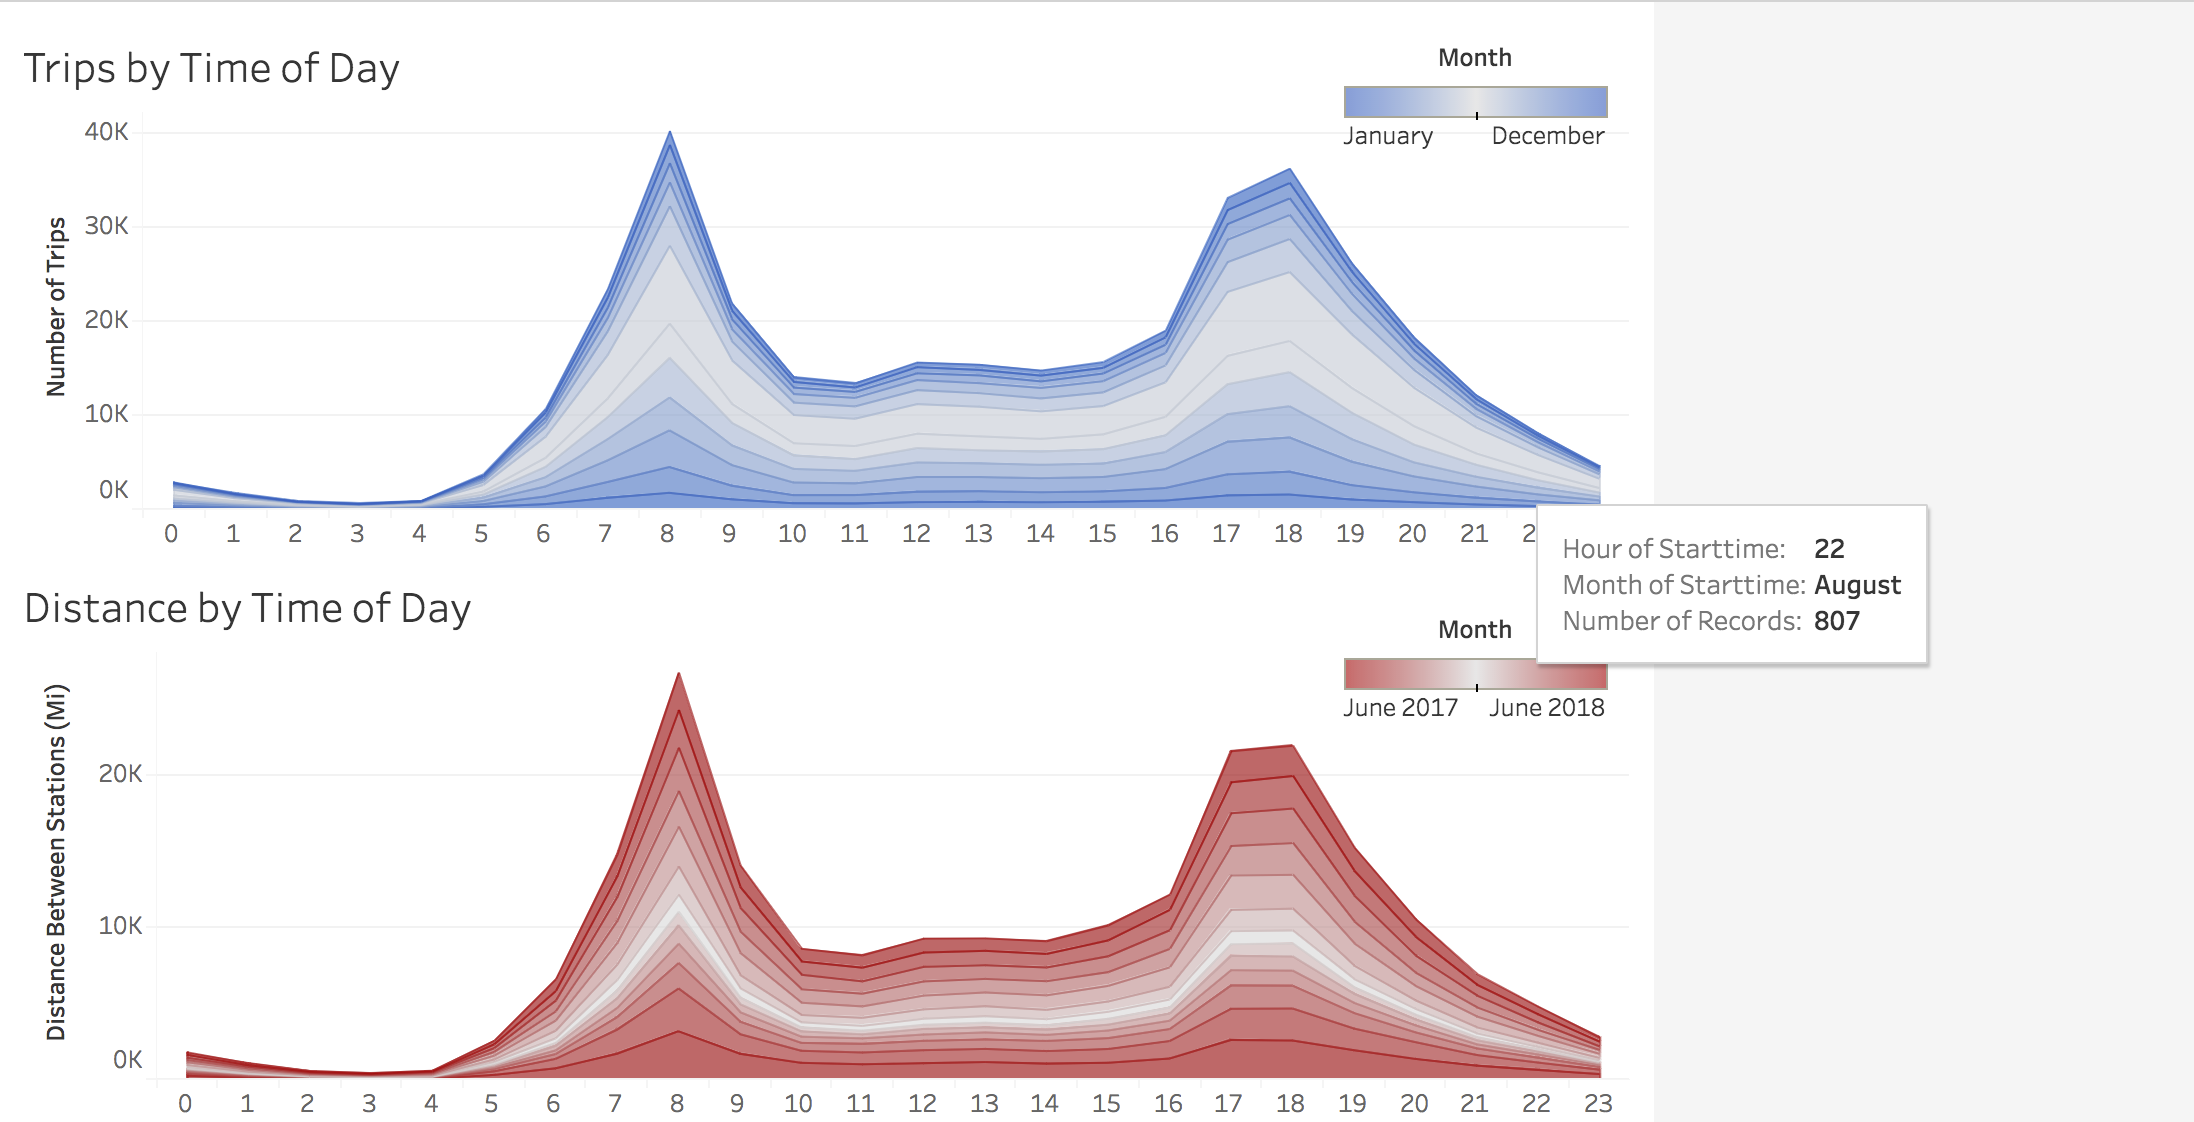 Trips by Time of Day
Month
January December
Number of Trips
40K
30K
20K
10K
0K
0 1 2 3 4 5 6 7 8 9 10 11 12 13 14 15 16 17 18 19 20 21
Hour of Starttime: 22
Month of Starttime: August
Number of Records: 807
Distance by Time of Day
Month
June 2017 June 2018
Distance Between Stations (Mi)
20K
10K
0K
0 1 2 3 4 5 6 7 8 9 10 11 12 13 14 15 16 17 18 19 20 21 22 23